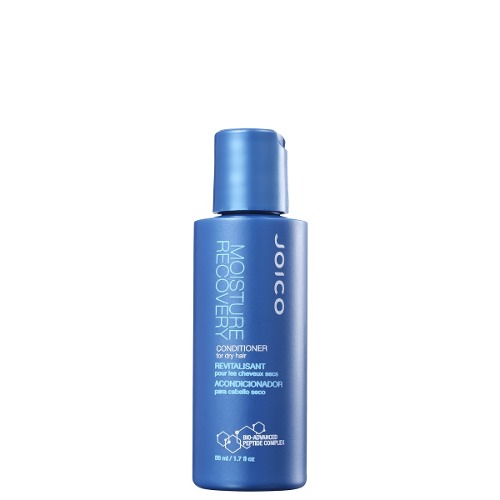 JOICO
MOISTURE
RECOVERY
CONDITIONER
for dry hair
REVITALISANT
pour les cheveux secs
ACONDICIONADOR
para cabello seco
BIO-ADVANCED
PEPTIDE COMPLEX
50 ml / 1.7 fl oz